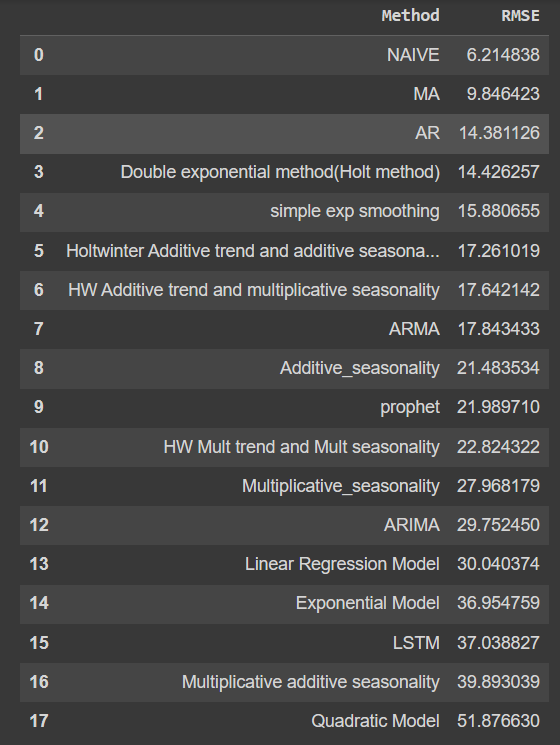 Method RMSE
0 NAIVE 6.214838
1 MA 9.846423
2 AR 14.381126
3 Double exponential method(Holt method) 14.426257
4 simple exp smoothing 15.880655
5 Holtwinter Additive trend and additive seasona... 17.261019
6 HW Additive trend and multiplicative seasonality 17.642142
7 ARMA 17.843433
8 Additive_seasonality 21.483534
9 prophet 21.989710
10 HW Mult trend and Mult seasonality 22.824322
11 Multiplicative_seasonality 27.968179
12 ARIMA 29.752450
13 Linear Regression Model 30.040374
14 Exponential Model 36.954759
15 LSTM 37.038827
16 Multiplicative additive seasonality 39.893039
17 Quadratic Model 51.876630